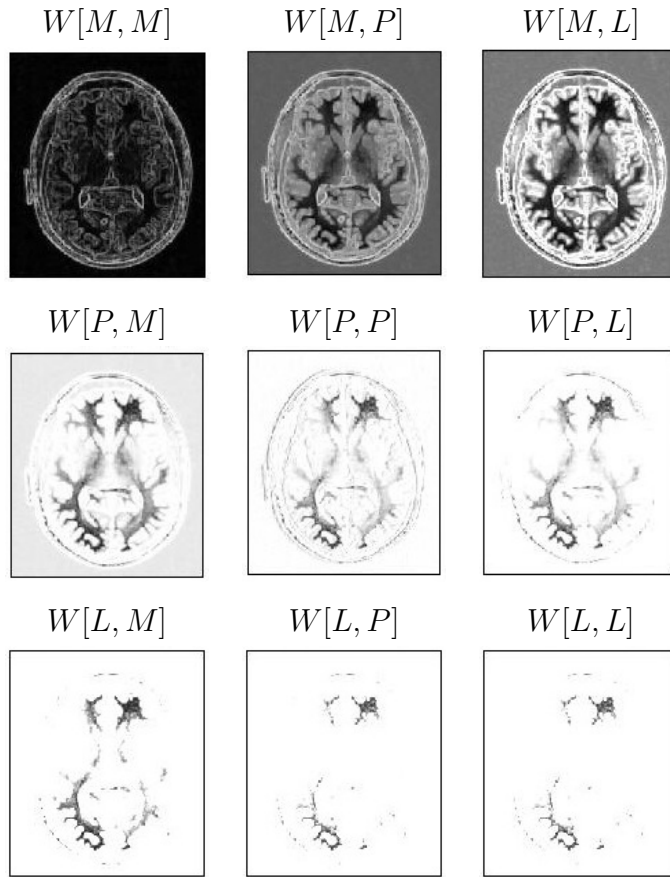 W[M, M] W[M, P] W[M, L]
W[P, M] W[P, P] W[P, L]
W[L, M] W[L, P] W[L, L]